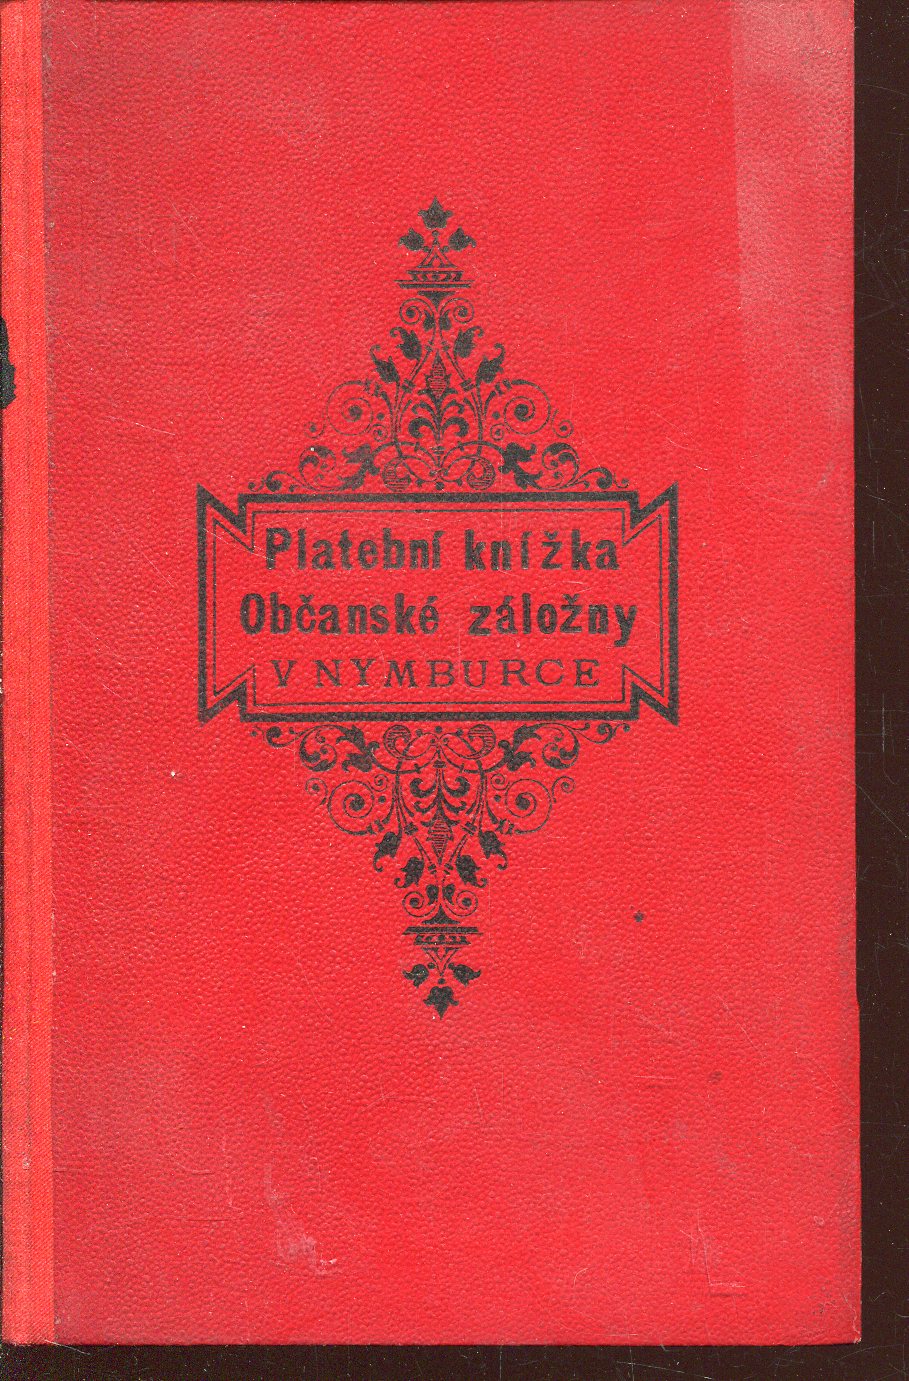 Platební knížka
Občanské záložny
V NYMBURCE